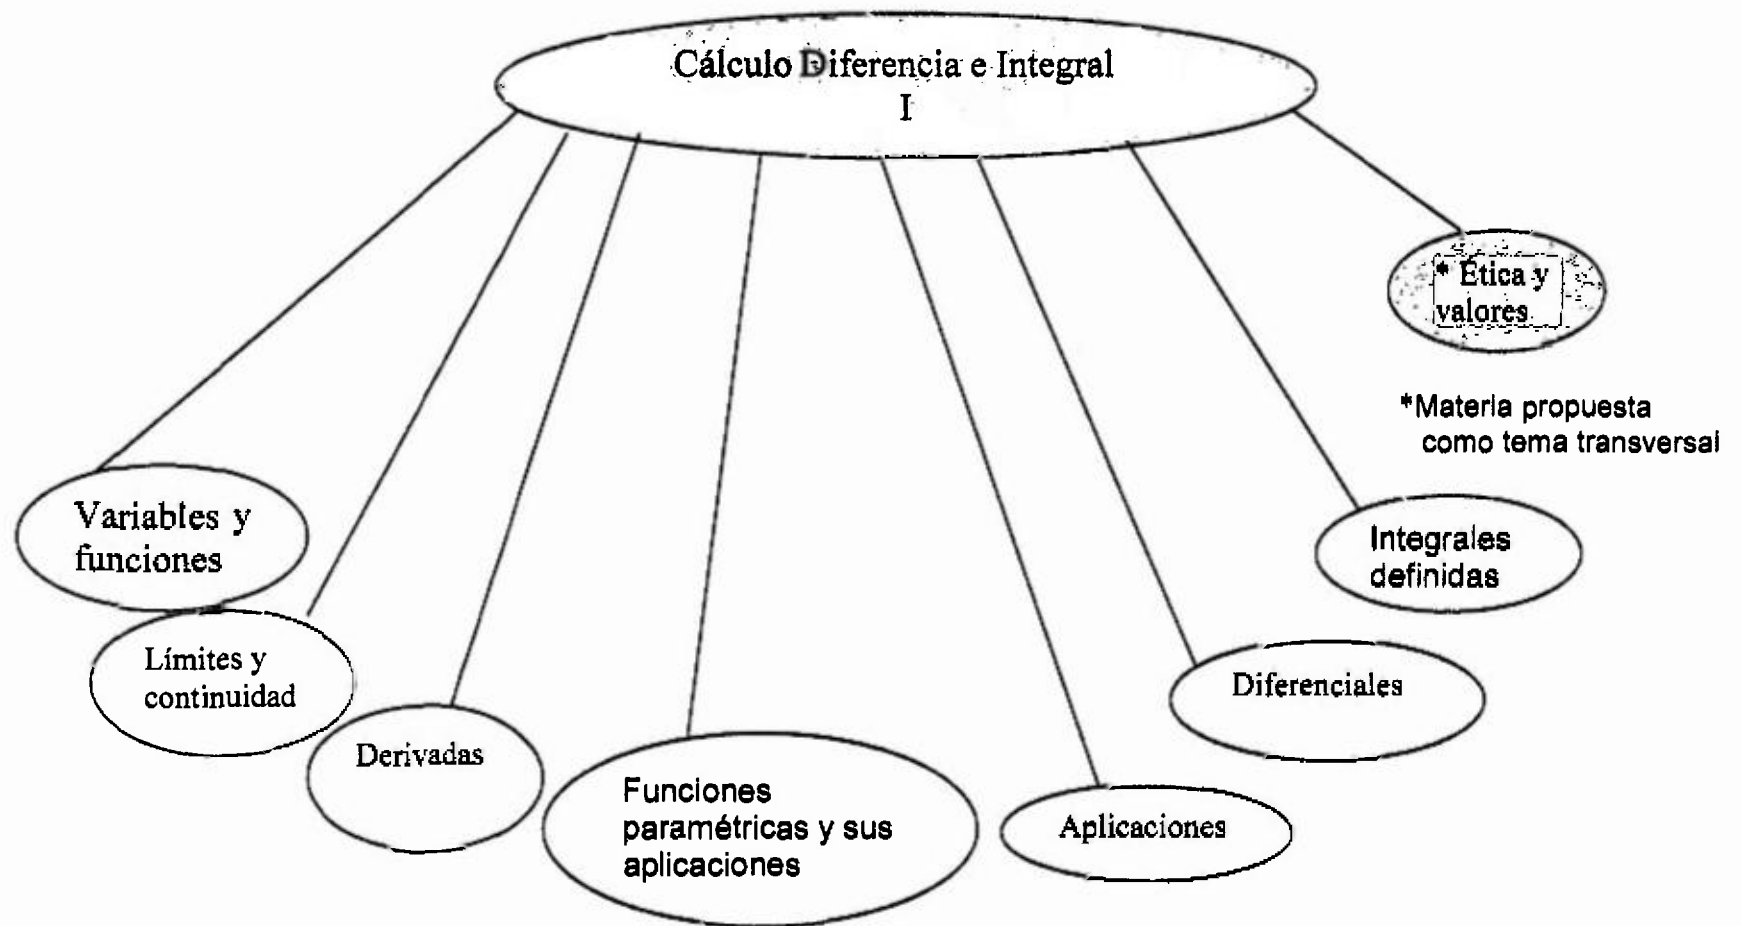 Cálculo Diferencia e Integral
I
* Ética y
valores
*Materia propuesta
como tema transversal
Variables y
funciones
Integrales
definidas
Límites y
continuidad
Diferenciales
Derivadas
Funciones
paramétricas y sus
aplicaciones
Aplicaciones